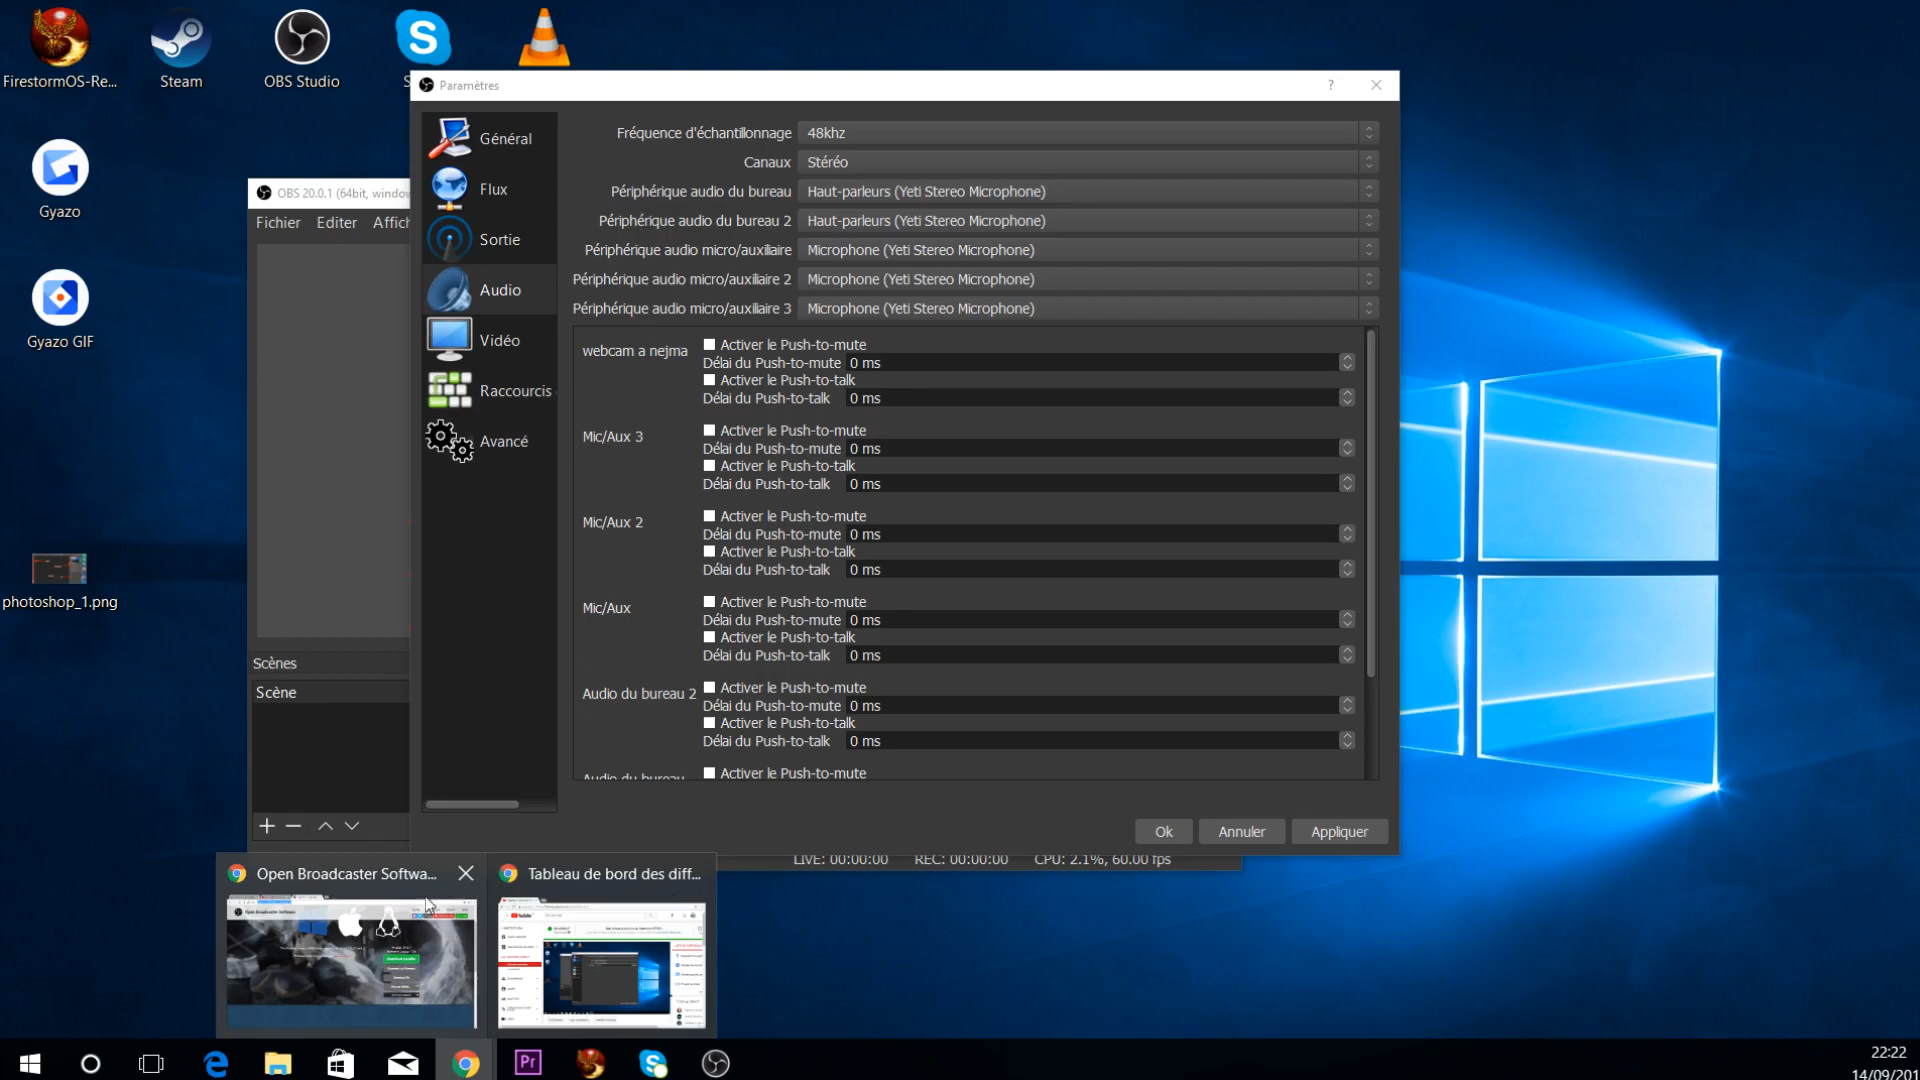 FirestormOS-Re...
Steam
OBS Studio
Paramètres
?
Général
Flux
Sortie
Audio
Vidéo
Raccourcis
Avancé
Fréquence d'échantillonnage 48khz
Canaux Stéréo
Périphérique audio du bureau Haut-parleurs (Yeti Stereo Microphone)
Périphérique audio du bureau 2 Haut-parleurs (Yeti Stereo Microphone)
Périphérique audio micro/auxiliaire Microphone (Yeti Stereo Microphone)
Périphérique audio micro/auxiliaire 2 Microphone (Yeti Stereo Microphone)
Périphérique audio micro/auxiliaire 3 Microphone (Yeti Stereo Microphone)
webcam a nejma
Activer le Push-to-mute
Délai du Push-to-mute 0 ms
Activer le Push-to-talk
Délai du Push-to-talk 0 ms
Mic/Aux 3
Activer le Push-to-mute
Délai du Push-to-mute 0 ms
Activer le Push-to-talk
Délai du Push-to-talk 0 ms
Mic/Aux 2
Activer le Push-to-mute
Délai du Push-to-mute 0 ms
Activer le Push-to-talk
Délai du Push-to-talk 0 ms
Mic/Aux
Activer le Push-to-mute
Délai du Push-to-mute 0 ms
Activer le Push-to-talk
Délai du Push-to-talk 0 ms
Audio du bureau 2
Activer le Push-to-mute
Délai du Push-to-mute 0 ms
Activer le Push-to-talk
Délai du Push-to-talk 0 ms
Audio du bureau
Activer le Push-to-mute
Ok Annuler Appliquer
Gyazo
Gyazo GIF
photoshop_1.png
OBS 20.0.1 (64bit, window
Fichier Editer Affich
Scènes
Scène
LIVE: 00:00:00 REC: 00:00:00 CPU: 2.1%, 60.00 fps
Open Broadcaster Softwa...
Tableau de bord des diff...
Pr
22:22
14/09/201